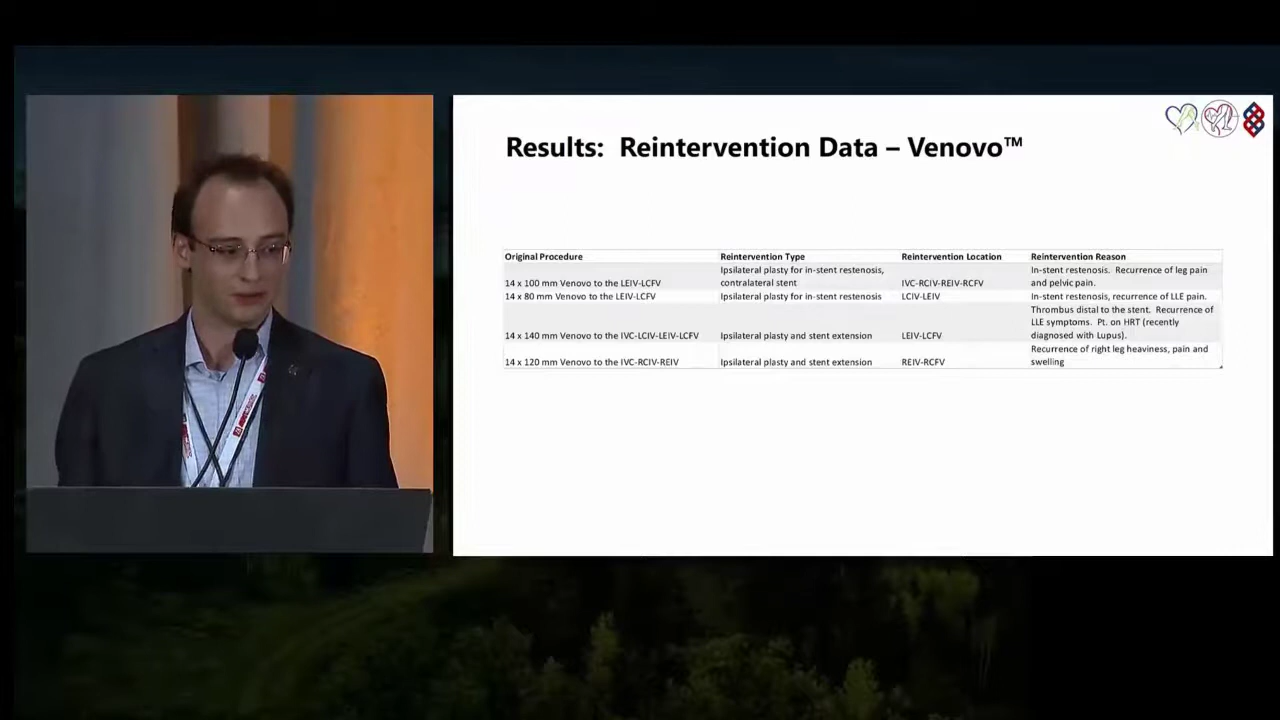 Results: Reintervention Data – Venovo™
Original Procedure Reintervention Type Reintervention Location Reintervention Reason
Ipsilateral plasty for in-stent restenosis, In-stent restenosis. Recurrence of leg pain
14 x 100 mm Venovo to the LEIV-LCFV contralateral stent IVC-RCIV-REIV-RCFV and pelvic pain.
14 x 80 mm Venovo to the LEIV-LCFV Ipsilateral plasty for in-stent restenosis LCIV-LEIV In-stent restenosis, recurrence of LLE pain.
Thrombus distal to the stent. Recurrence of
LLE symptoms. Pt. on HRT (recently
14 x 140 mm Venovo to the IVC-LCIV-LEIV-LCFV Ipsilateral plasty and stent extension LEIV-LCFV diagnosed with Lupus).
Recurrence of right leg heaviness, pain and
14 x 120 mm Venovo to the IVC-RCIV-REIV Ipsilateral plasty and stent extension REIV-RCFV swelling